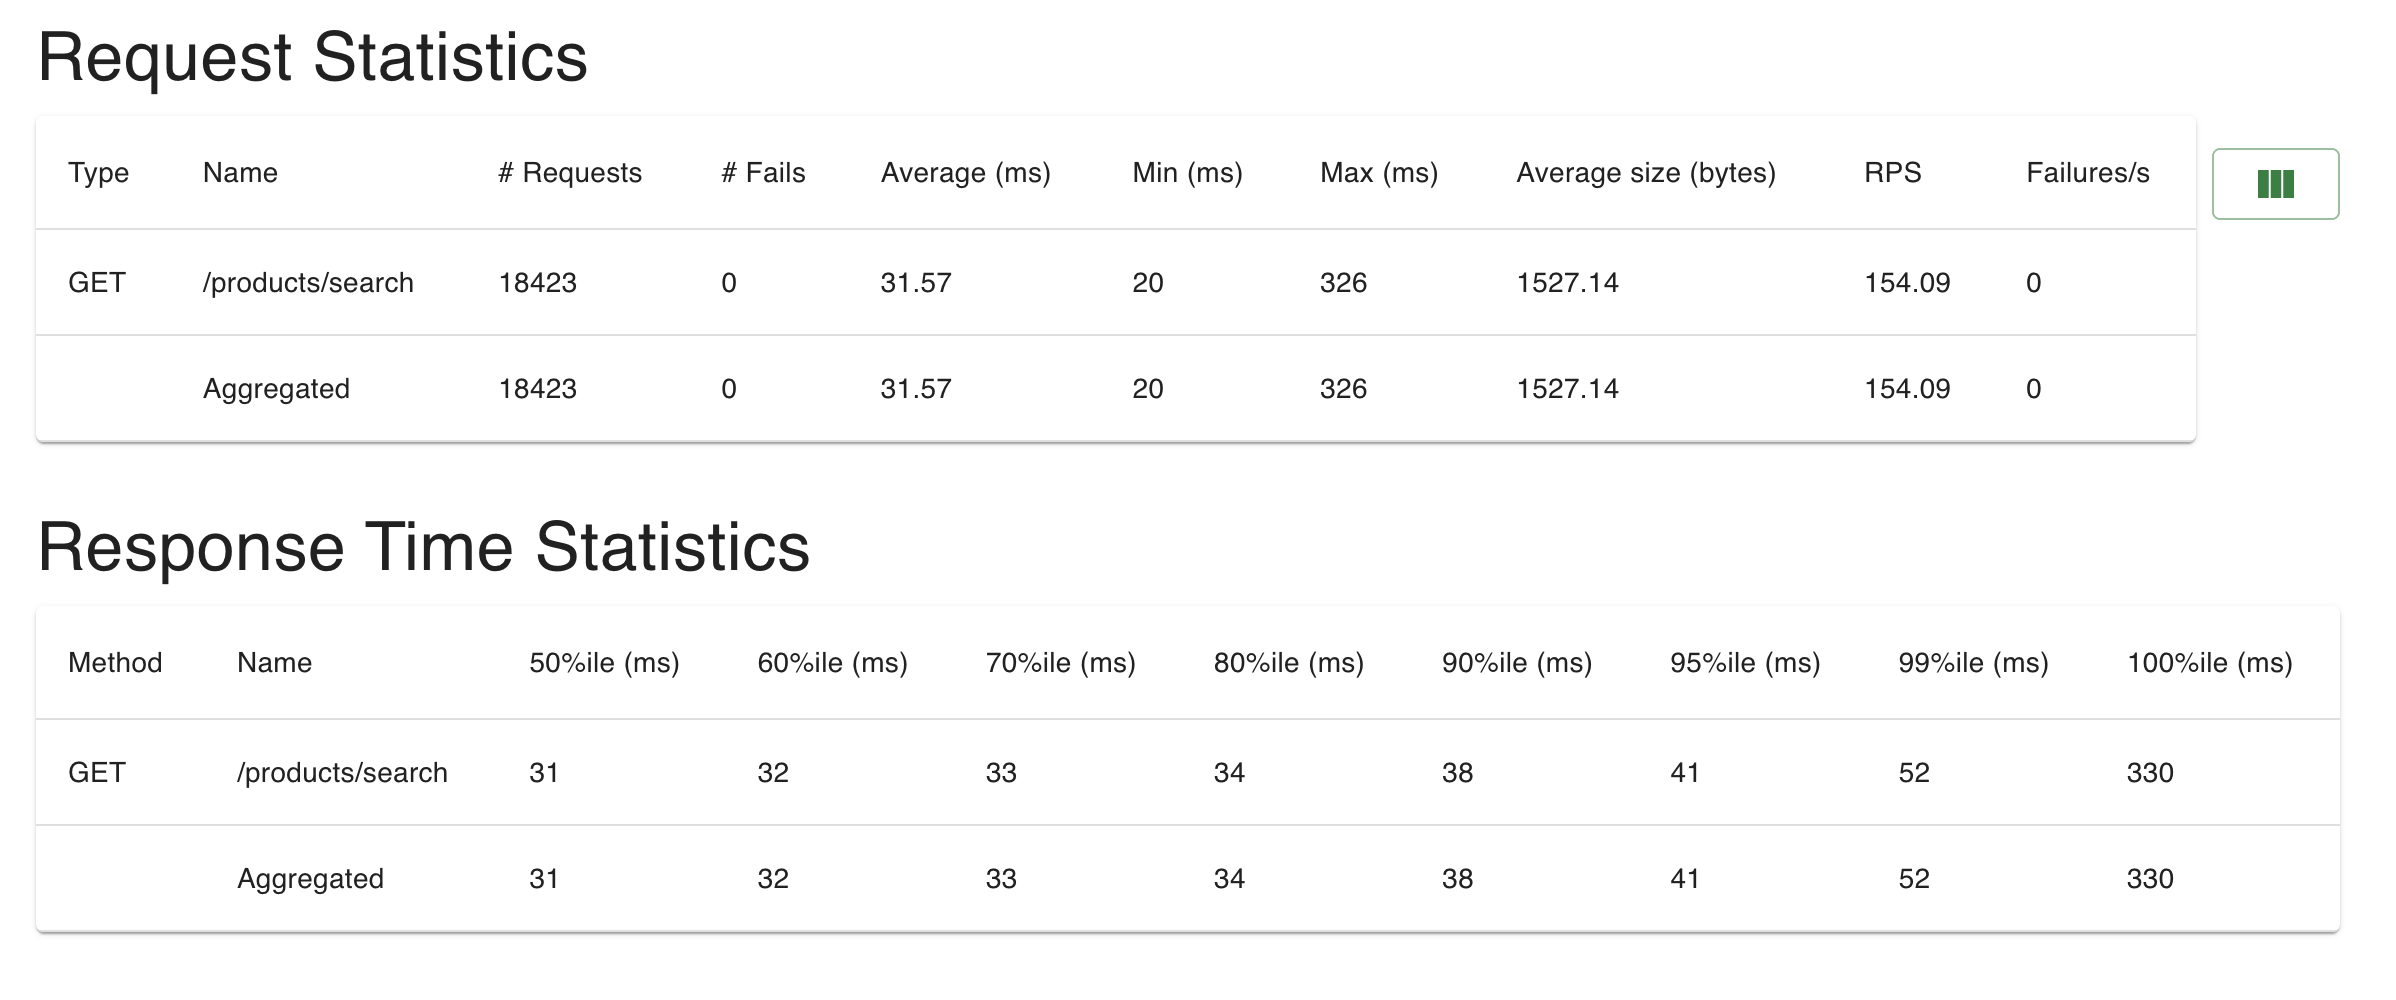 Request Statistics
Type Name # Requests # Fails Average (ms) Min (ms) Max (ms) Average size (bytes) RPS Failures/s
GET /products/search 18423 0 31.57 20 326 1527.14 154.09 0
Aggregated 18423 0 31.57 20 326 1527.14 154.09 0
Response Time Statistics
Method Name 50%ile (ms) 60%ile (ms) 70%ile (ms) 80%ile (ms) 90%ile (ms) 95%ile (ms) 99%ile (ms) 100%ile (ms)
GET /products/search 31 32 33 34 38 41 52 330
Aggregated 31 32 33 34 38 41 52 330